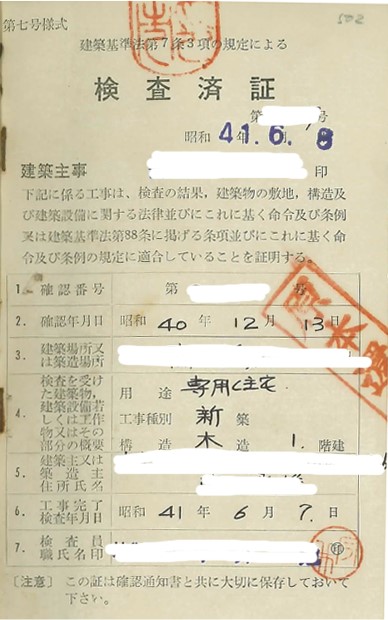 502
第七号様式
建築基準法第7条3項の規定による
検査済証
第 号
昭和 41.6.8
建築主事 印
下記に係る工事は、検査の結果，建築物の敷地，構造及
び建築設備に関する法律並びにこれに基く命令及び条例
又は建築基準法第88条に掲げる条項並びにこれに基く命
令及び条例の規定に適合していることを証明する。
1. 確認番号 第 号
2. 確認年月日 昭和 40 年 12 月 13 日
3. 建築場所又は築造場所
4. 検査を受けた建築物，建築設備若しくは工作物又はその部分の概要
用途 専用住宅
工事種別 新築
構造 木造 1. 階建
5. 建築主又は築造主住所氏名
6. 工事完了検査年月日 昭和 41 年 6 月 7. 日
7. 検査員職氏名印 印
〔注意〕 この証は確認通知書と共に大切に保存しておいて
下さい。